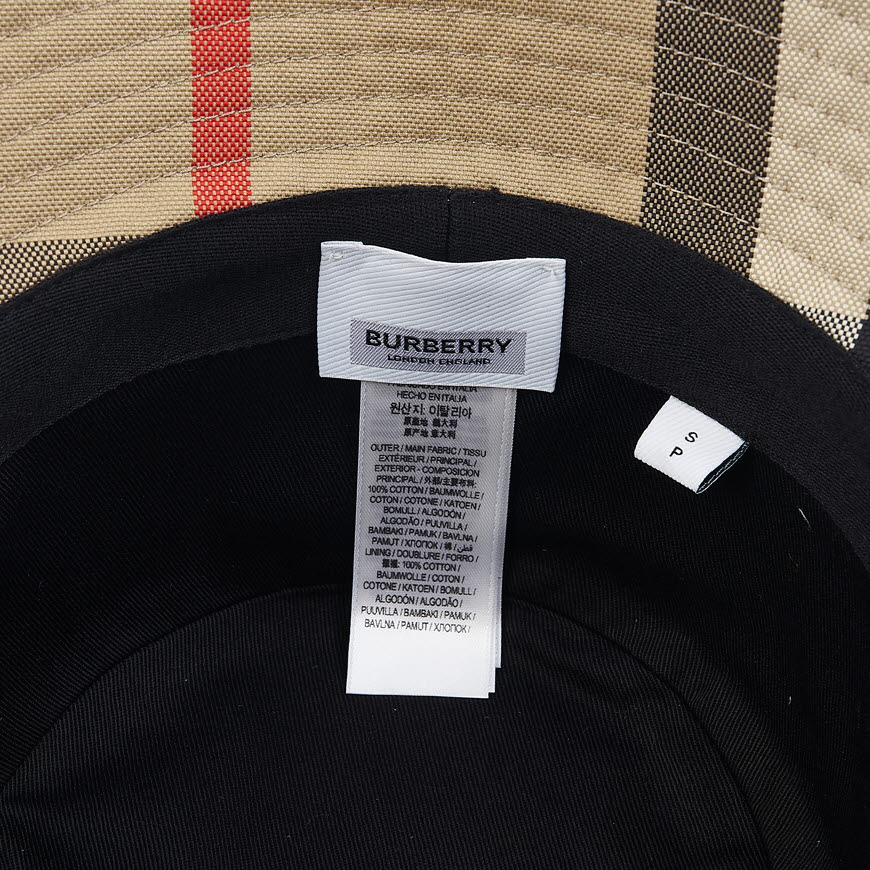 BURBERRY
LONDON ENGLAND
HECHO EN ITALIA
원산지: 이탈리아
原產地 義大利
原产地 意大利
OUTER / MAIN FABRIC / TISSU
EXTÉRIEUR / PRINCIPAL /
EXTERIOR - COMPOSICION
PRINCIPAL / 外部/主要布料:
100% COTTON / BAUMWOLLE /
COTON / COTONE / KATOEN /
BOMULL / ALGODÓN /
ALGODÃO / PUUVILLA /
BAMBAKI / PAMUK / BAVLNA /
PAMUT / ХЛОПОК / 棉 / قطن /
LINING / DOUBLURE / FORRO /
裡襯: 100% COTTON /
BAUMWOLLE / COTON /
COTONE / KATOEN / BOMULL /
ALGODÓN / ALGODÃO /
PUUVILLA / BAMBAKI / PAMUK /
BAVLNA / PAMUT / ХЛОПОК /
S
P